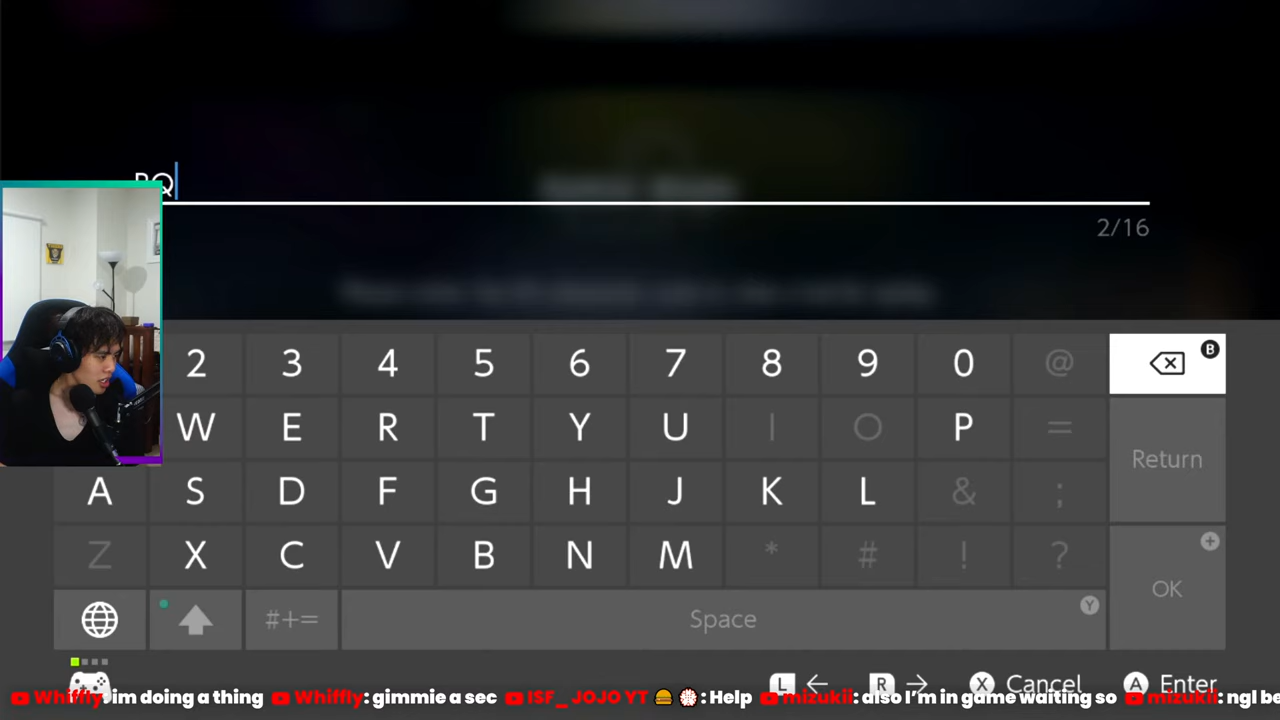 BQ
2/16
2 3 4 5 6 7 8 9 0 @
W E R T Y U I O P =
Return
A S D F G H J K L & ;
Z X C V B N M * # ! ?
OK
#+= Space
L ← R → X Cancel A Enter
Whiffly: im doing a thing Whiffly: gimmie a sec ISF_JOJO YT 🍔 : Help mizukii: also I'm in game waiting so mizukii: ngl be